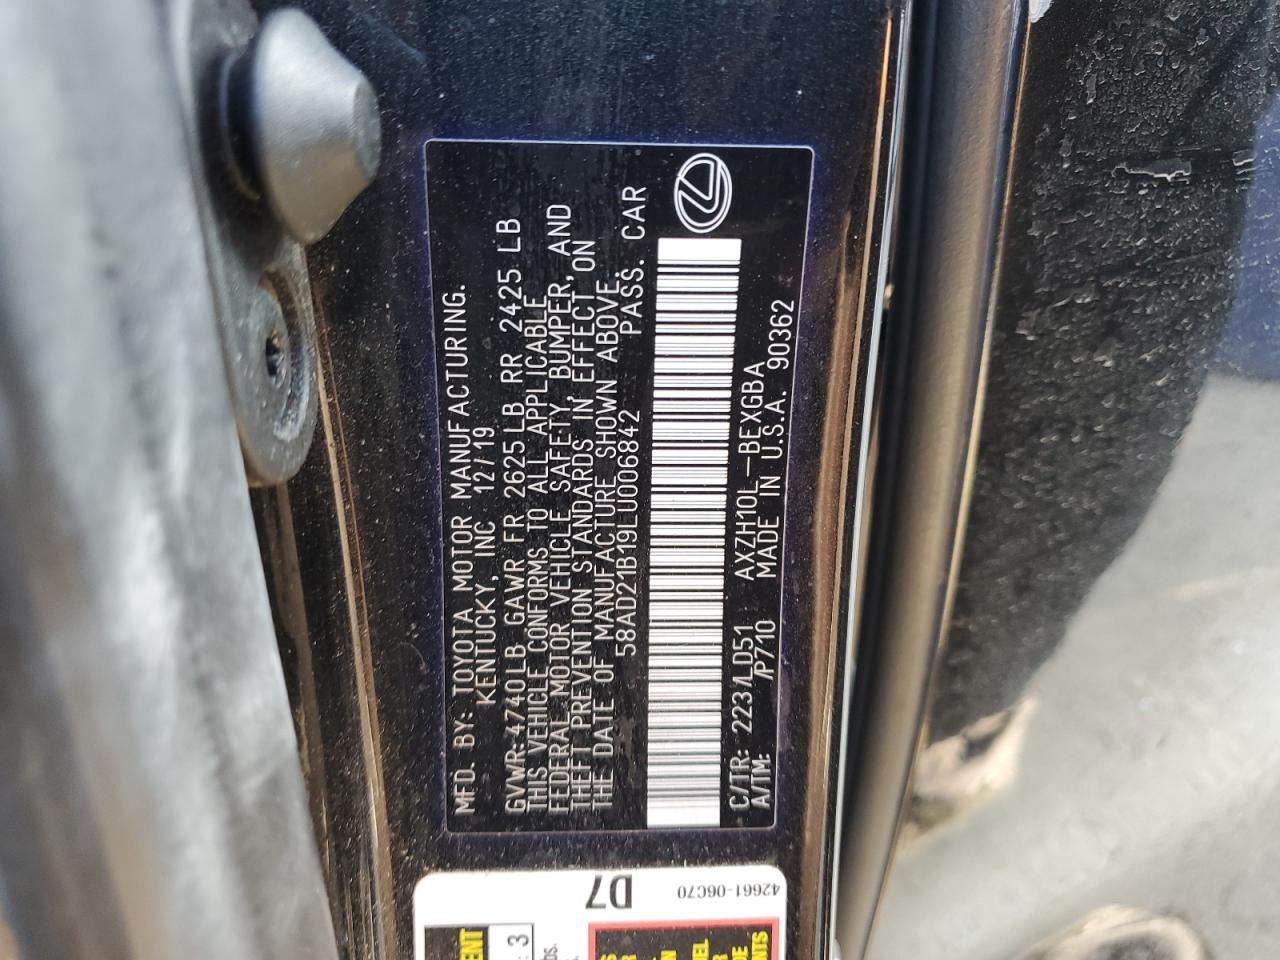 MFD. BY: TOYOTA MOTOR MANUFACTURING.
KENTUCKY, INC 12/19
GVWR: 4740LB GAWR FR 2625 LB RR 2425 LB
THIS VEHICLE CONFORMS TO ALL APPLICABLE
FEDERAL MOTOR VEHICLE SAFETY, BUMPER, AND
THEFT PREVENTION STANDARDS IN EFFECT ON
THE DATE OF MANUFACTURE SHOWN ABOVE.
58AD21B19LU006842 PASS. CAR
C/TR: 223/LD51 AXZH10L-BEXGBA
A/TM: /P710 MADE IN U.S.A. 90362
D7
42661-06C70
3